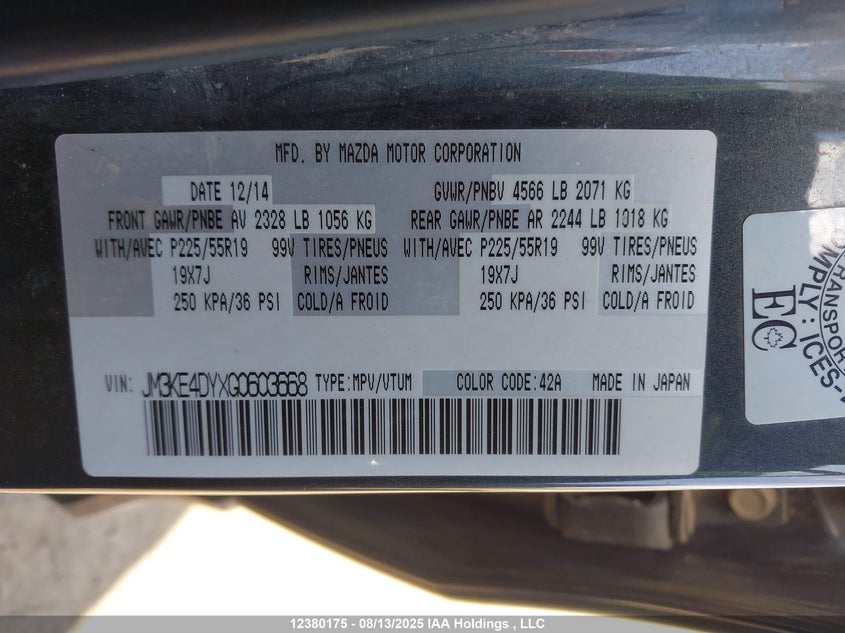 MFD. BY MAZDA MOTOR CORPORATION
DATE 12/14 GVWR/PNBV 4566 LB 2071 KG
FRONT GAWR/PNBE AV 2328 LB 1056 KG REAR GAWR/PNBE AR 2244 LB 1018 KG
WITH/AVEC P225/55R19 99V TIRES/PNEUS WITH/AVEC P225/55R19 99V TIRES/PNEUS
19X7J RIMS/JANTES 19X7J RIMS/JANTES
250 KPA/36 PSI COLD/A FROID 250 KPA/36 PSI COLD/A FROID
VIN: JM3KE4DYXG0603668 TYPE:MPV/VTUM COLOR CODE:42A MADE IN JAPAN
TRANSPORT
EC
12380175 - 08/13/2025 IAA Holdings , LLC